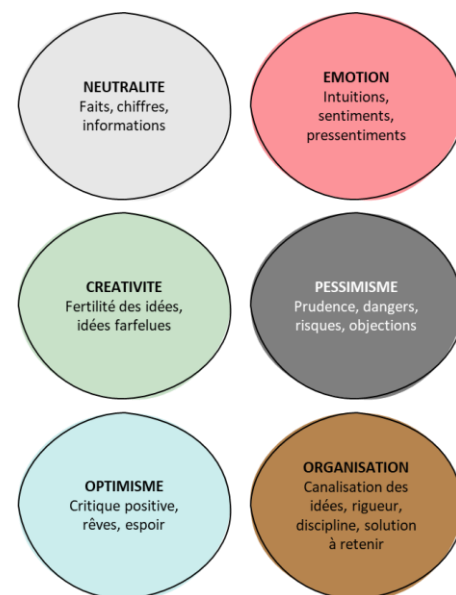 NEUTRALITE
Faits, chiffres,
informations
EMOTION
Intuitions,
sentiments,
pressentiments
CREATIVITE
Fertilité des idées,
idées farfelues
PESSIMISME
Prudence, dangers,
risques, objections
OPTIMISME
Critique positive,
rêves, espoir
ORGANISATION
Canalisation des
idées, rigueur,
discipline, solution
à retenir